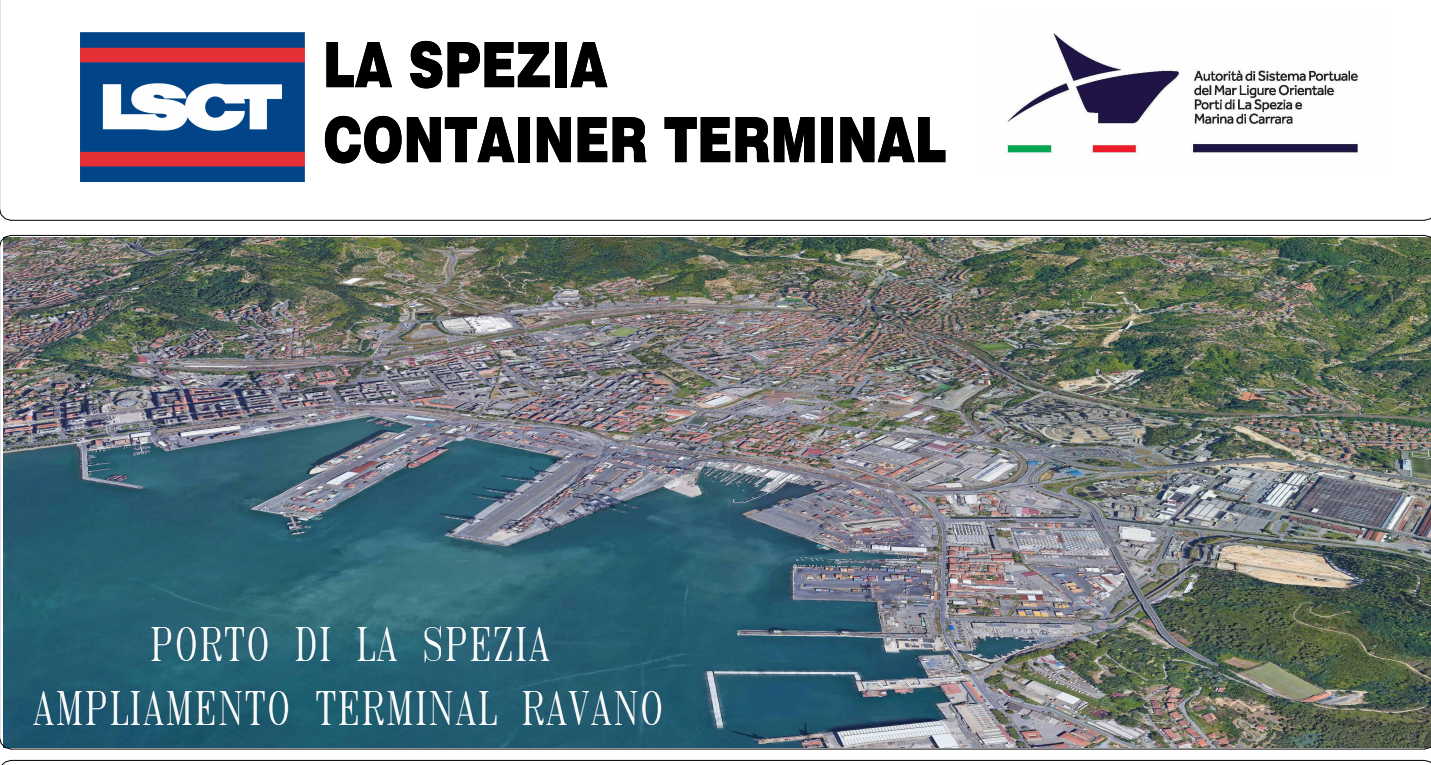 LSCT
LA SPEZIA
CONTAINER TERMINAL
Autorità di Sistema Portuale
del Mar Ligure Orientale
Porti di La Spezia e
Marina di Carrara
PORTO DI LA SPEZIA
AMPLIAMENTO TERMINAL RAVANO